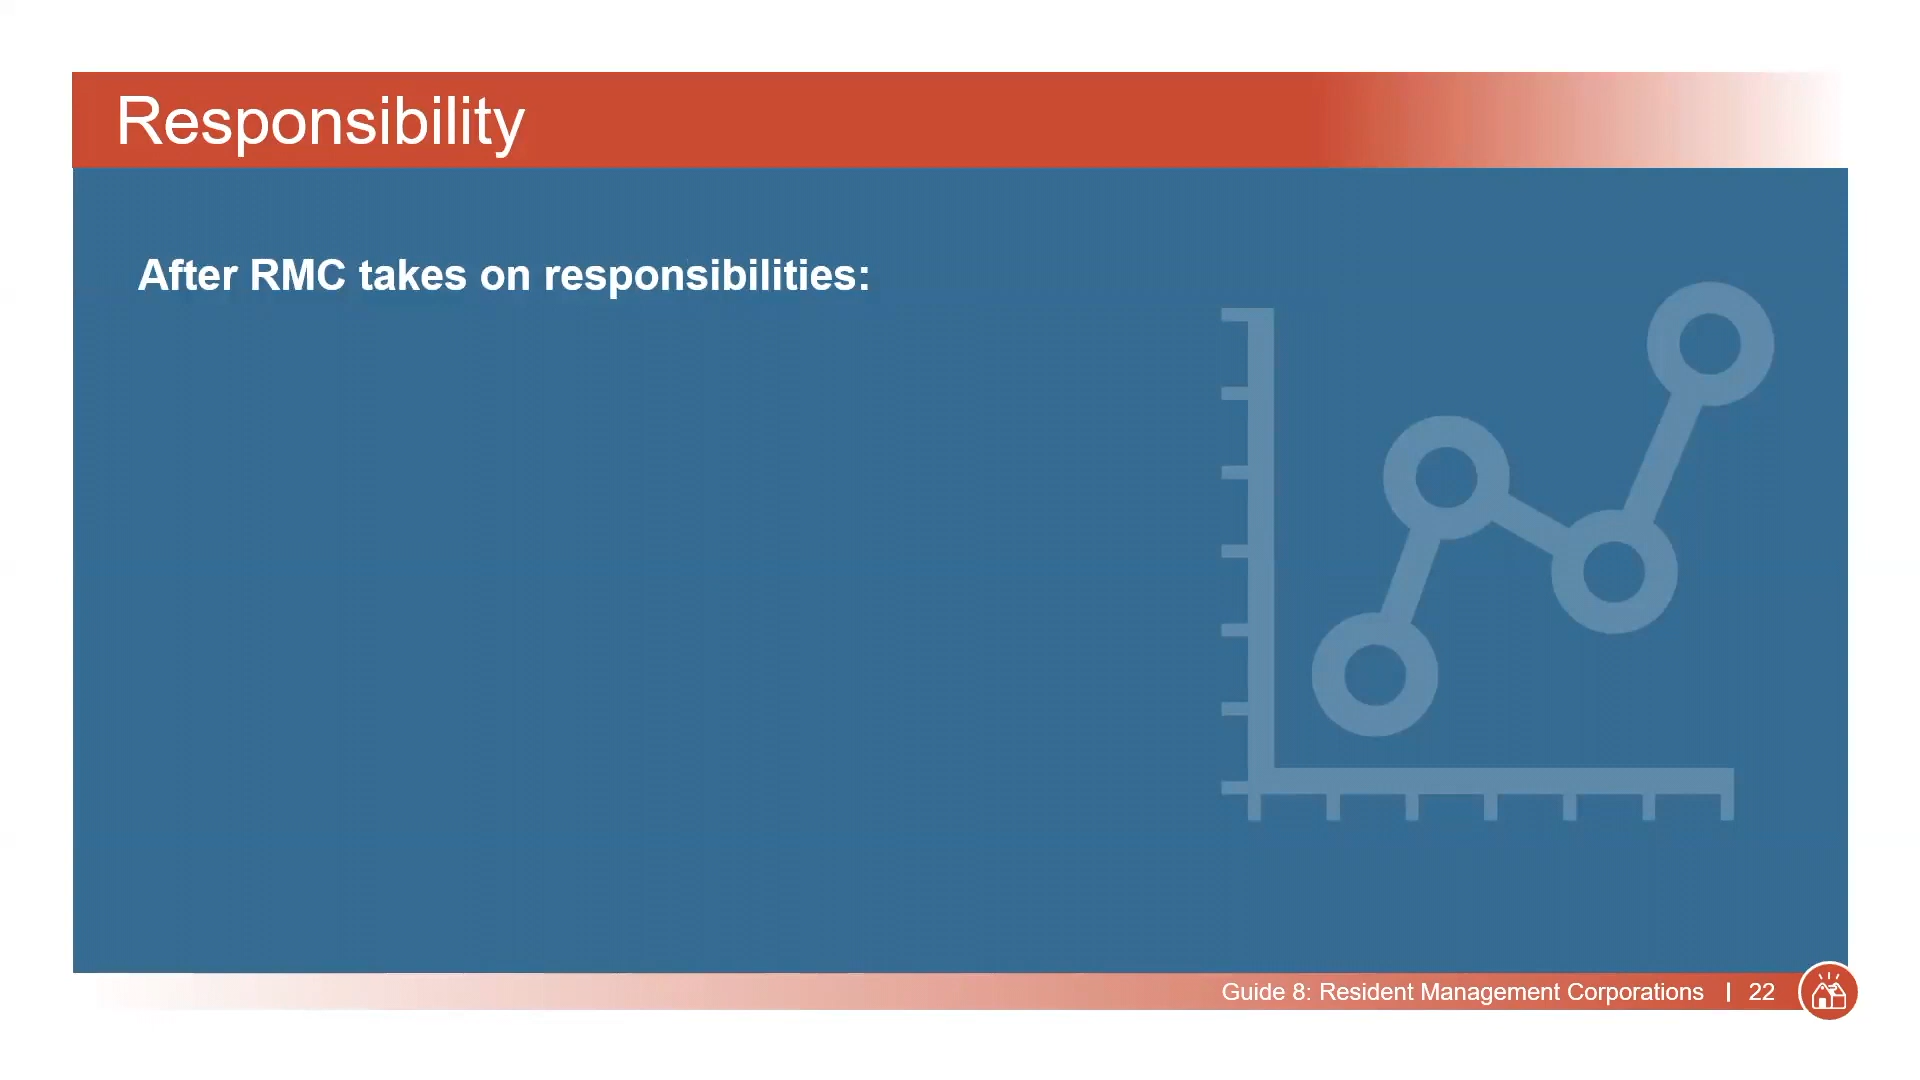 Responsibility
After RMC takes on responsibilities:
Guide 8: Resident Management Corporations | 22